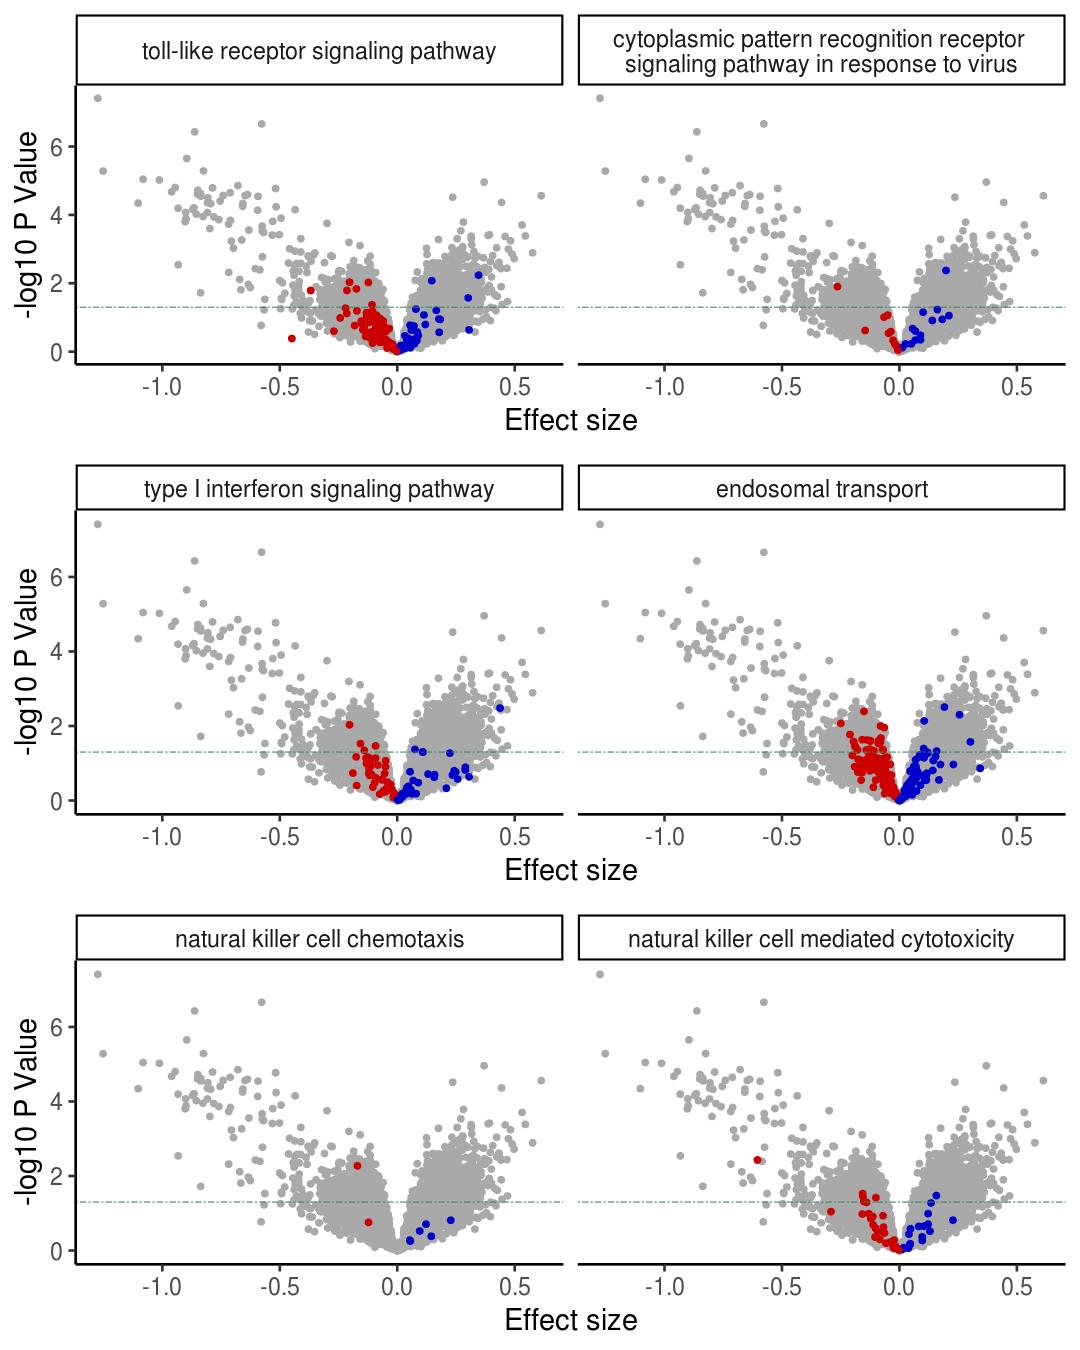 toll-like receptor signaling pathway
cytoplasmic pattern recognition receptor
signaling pathway in response to virus
-log10 P Value
6
4
2
0
-1.0 -0.5 0.0 0.5
-1.0 -0.5 0.0 0.5
Effect size
type I interferon signaling pathway
endosomal transport
-log10 P Value
6
4
2
0
-1.0 -0.5 0.0 0.5
-1.0 -0.5 0.0 0.5
Effect size
natural killer cell chemotaxis
natural killer cell mediated cytotoxicity
-log10 P Value
6
4
2
0
-1.0 -0.5 0.0 0.5
-1.0 -0.5 0.0 0.5
Effect size